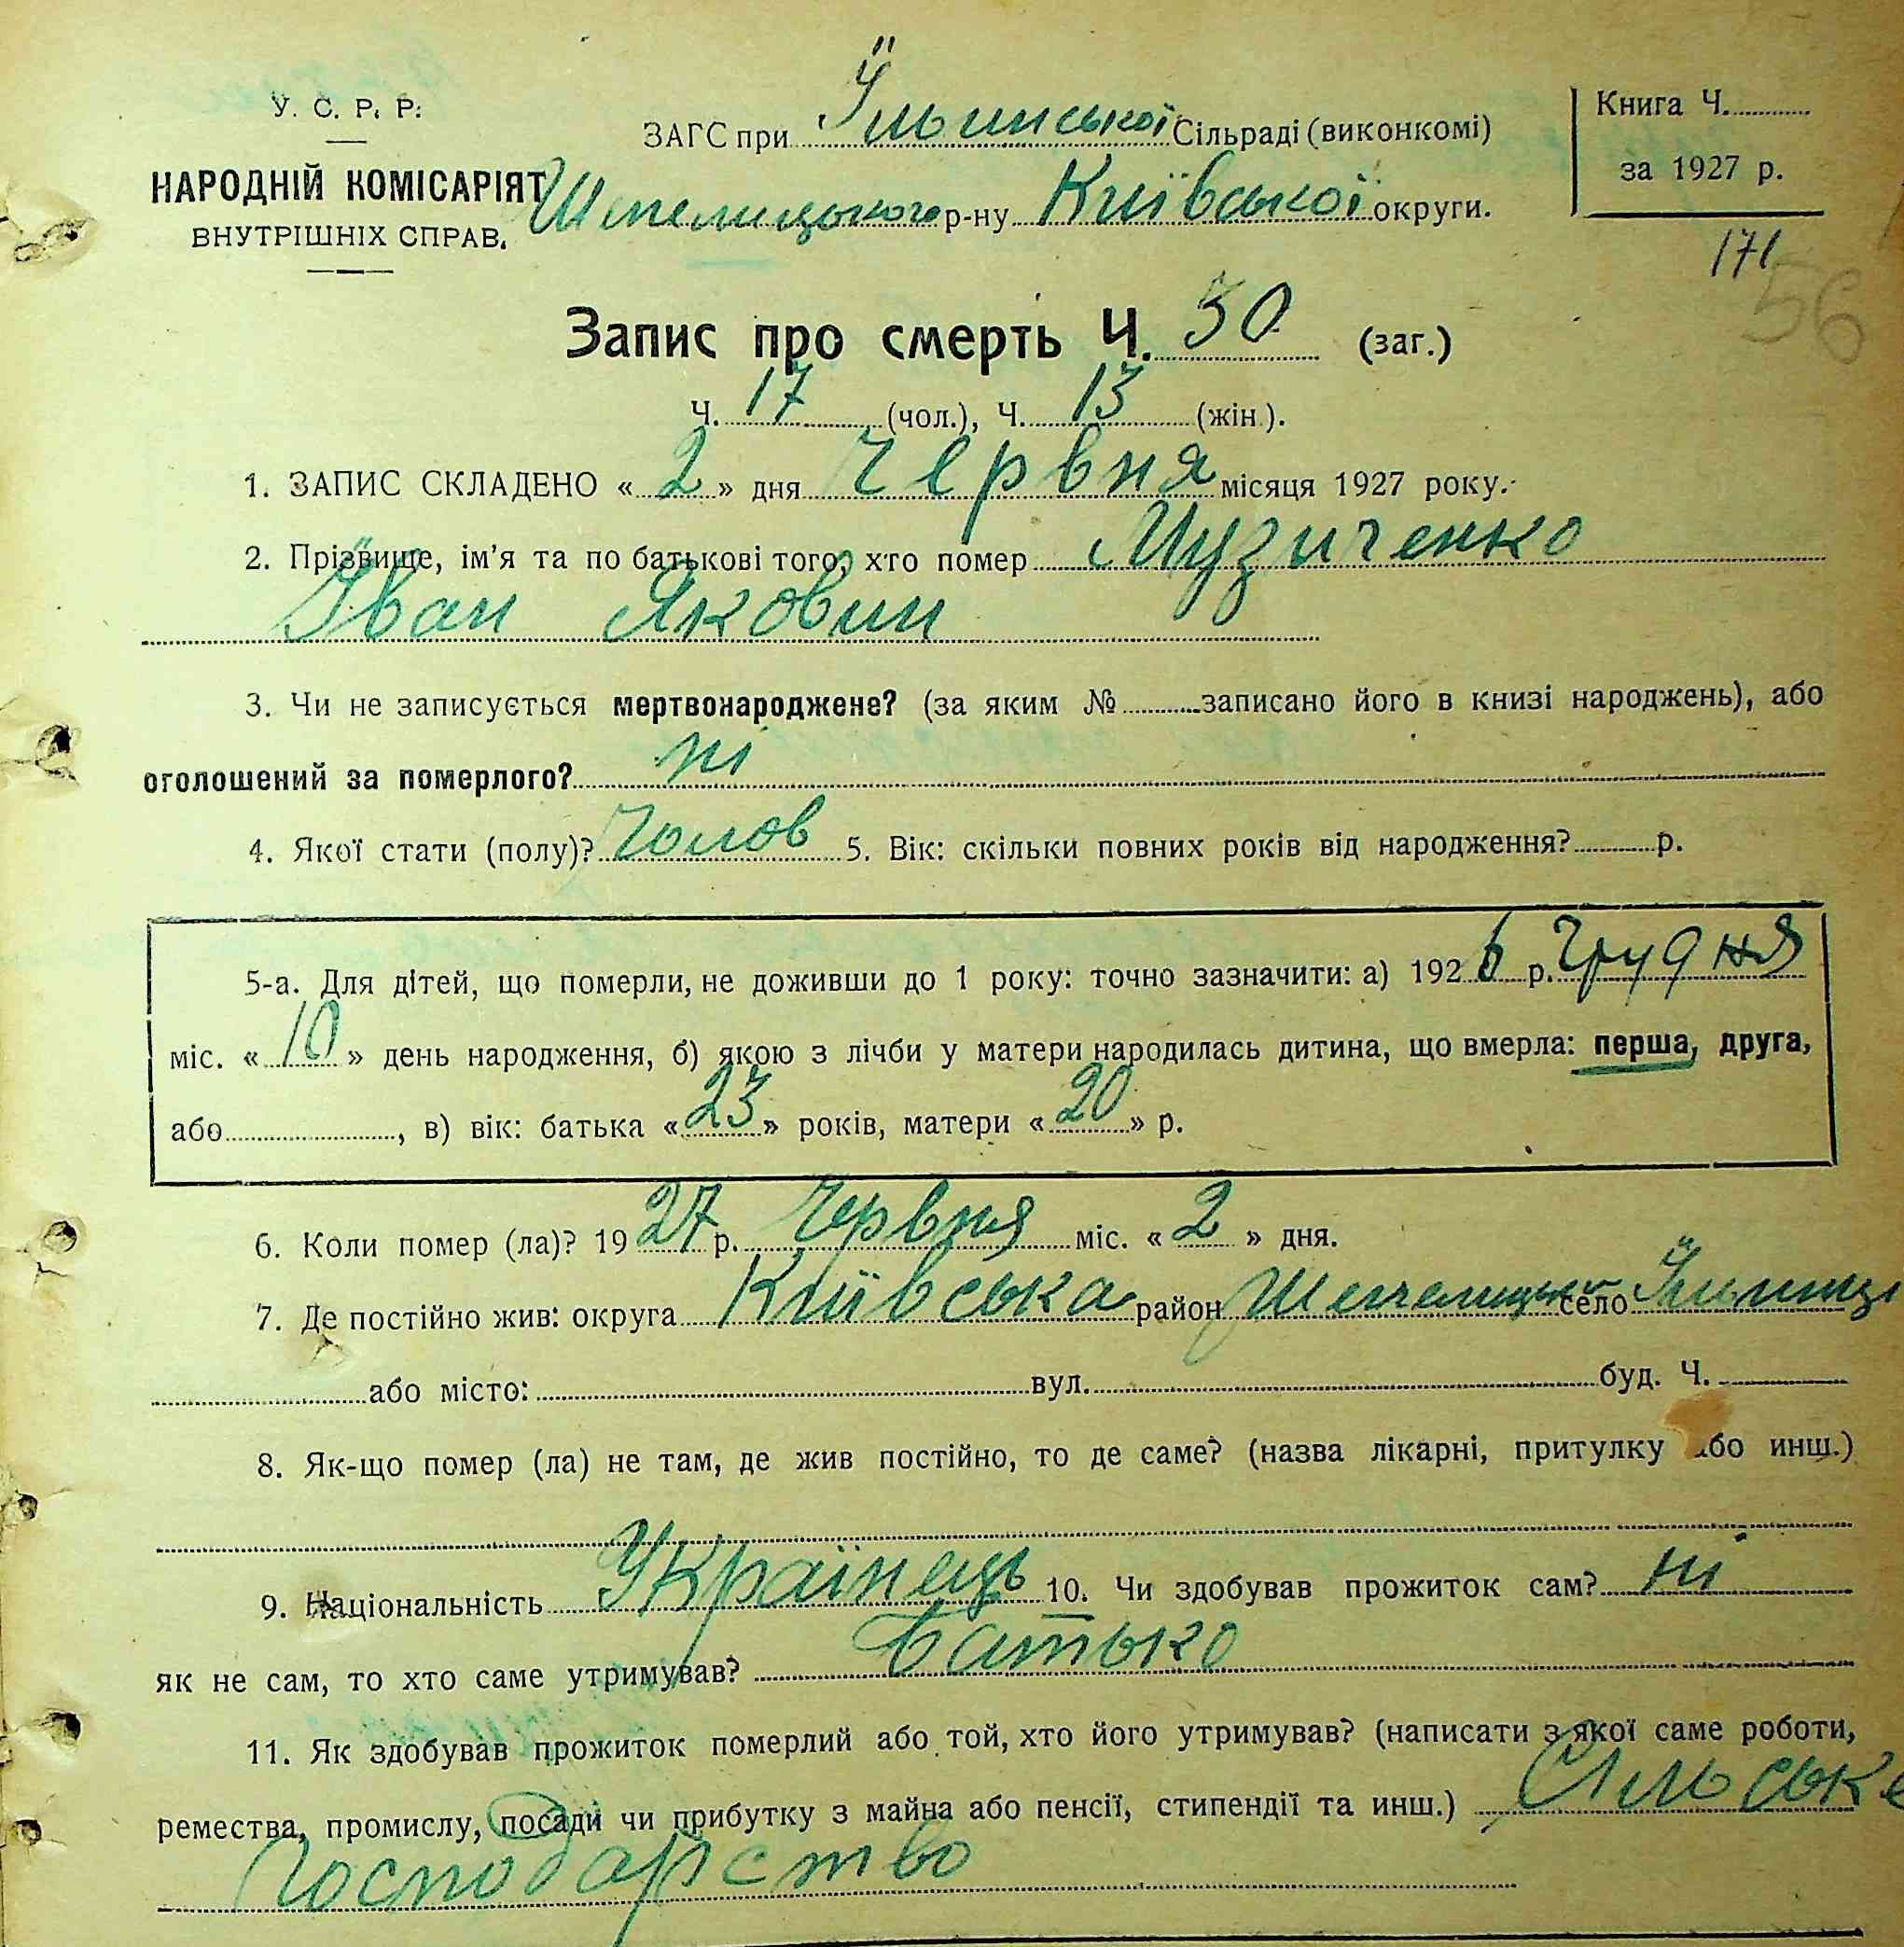 У. С. Р. Р.
НАРОДНІЙ КОМІСАРІЯТ
ВНУТРІШНІХ СПРАВ.
ЗАГС при Їльинської Сільраді (виконкомі)
Шепелицького р-ну Київської округи.
Книга Ч.
за 1927 р.
171
56
Запис про смерть Ч. 30 (заг.)
Ч. 17 (чол.), Ч. 13 (жін.).
1. ЗАПИС СКЛАДЕНО « 2 » дня Червня місяця 1927 року.
2. Прізвище, ім’я та по батькові того, хто помер Музиченко
Іван Якович
3. Чи не записується мертвонароджене? (за яким № записано його в книзі народжень), або
оголошений за померлого? ні
4. Якої стати (полу)? Чолов 5. Вік: скільки повних років від народження? р.
5-а. Для дітей, що померли, не доживши до 1 року: точно зазначити: а) 1926 р. Грудня
міс. « 10 » день народження, б) якою з лічби у матери народилась дитина, що вмерла: перша, друга,
або , в) вік: батька « 23 » років, матери « 20 » р.
6. Коли помер (ла)? 1927 р. Червня міс. « 2 » дня.
7. Де постійно жив: округа Київська район Шепелицьк село Їльинці
або місто: вул. буд. Ч.
8. Як-що помер (ла) не там, де жив постійно, то де саме? (назва лікарні, притулку або инш.)
9. Національність Українець 10. Чи здобував прожиток сам? ні
як не сам, то хто саме утримував? батько
11. Як здобував прожиток померлий або той, хто його утримував? (написати з якої саме роботи,
ремества, промислу, посади чи прибутку з майна або пенсії, стипендії та инш.) Сільське
господарство